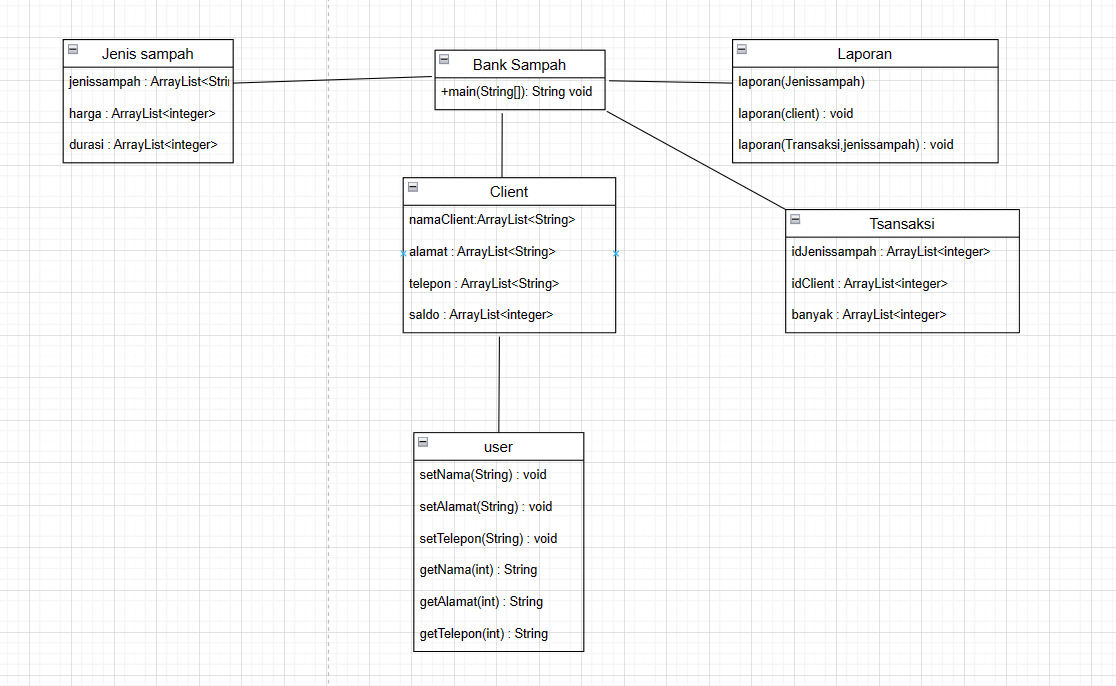 Jenis sampah
jenissampah : ArrayList<Stri
harga : ArrayList<integer>
durasi : ArrayList<integer>
Bank Sampah
+main(String[]): String void
Laporan
laporan(Jenissampah)
laporan(client) : void
laporan(Transaksi,jenissampah) : void
Client
namaClient:ArrayList<String>
alamat : ArrayList<String>
telepon : ArrayList<String>
saldo : ArrayList<integer>
Tsansaksi
idJenissampah : ArrayList<integer>
idClient : ArrayList<integer>
banyak : ArrayList<integer>
user
setNama(String) : void
setAlamat(String) : void
setTelepon(String) : void
getNama(int) : String
getAlamat(int) : String
getTelepon(int) : String